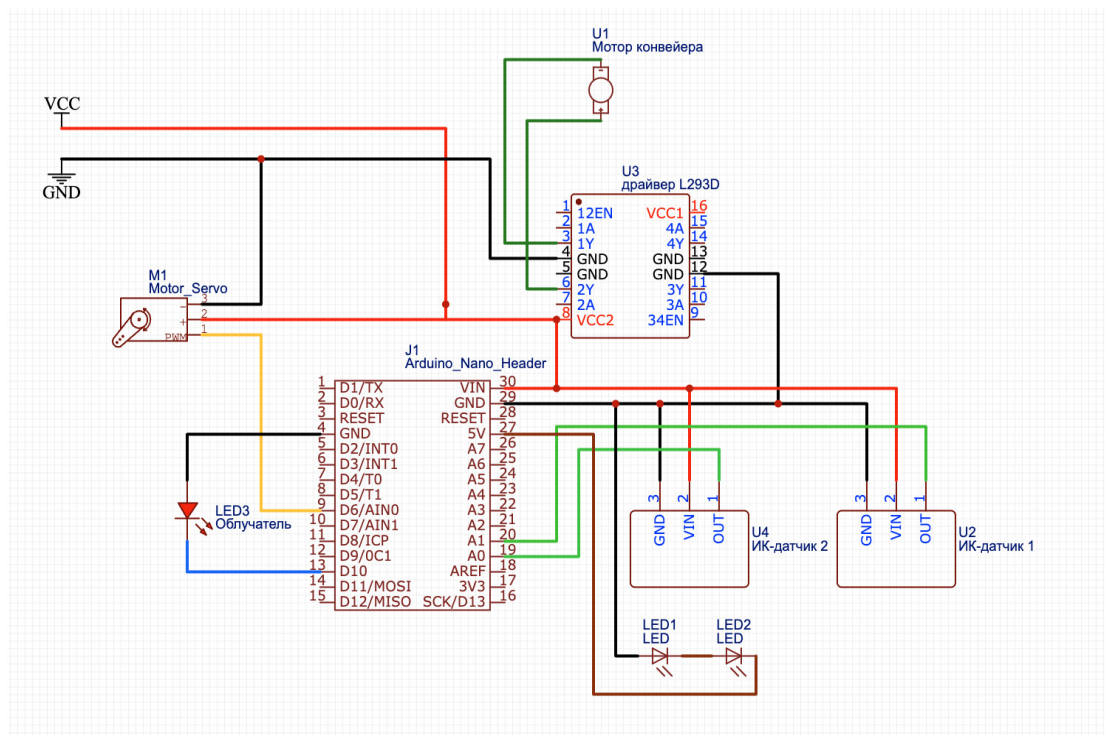 U1
Мотор конвейера
VCC
GND
U3
драйвер L293D
1 12EN VCC1 16
2 1A 4A 15
3 1Y 4Y 14
4 GND GND 13
5 GND GND 12
6 2Y 3Y 11
7 2A 3A 10
8 VCC2 34EN 9
M1
Motor_Servo
- 3
+ 2
PWM 1
J1
Arduino_Nano_Header
1 D1/TX VIN 30
2 D0/RX GND 29
3 RESET RESET 28
4 GND 5V 27
5 D2/INT0 A7 26
6 D3/INT1 A6 25
7 D4/T0 A5 24
8 D5/T1 A4 23
9 D6/AIN0 A3 22
10 D7/AIN1 A2 21
11 D8/ICP A1 20
12 D9/0C1 A0 19
13 D10 AREF 18
14 D11/MOSI 3V3 17
15 D12/MISO SCK/D13 16
LED3
Облучатель
3 2 1
GND VIN OUT
U4
ИК-датчик 2
3 2 1
GND VIN OUT
U2
ИК-датчик 1
LED1
LED
LED2
LED